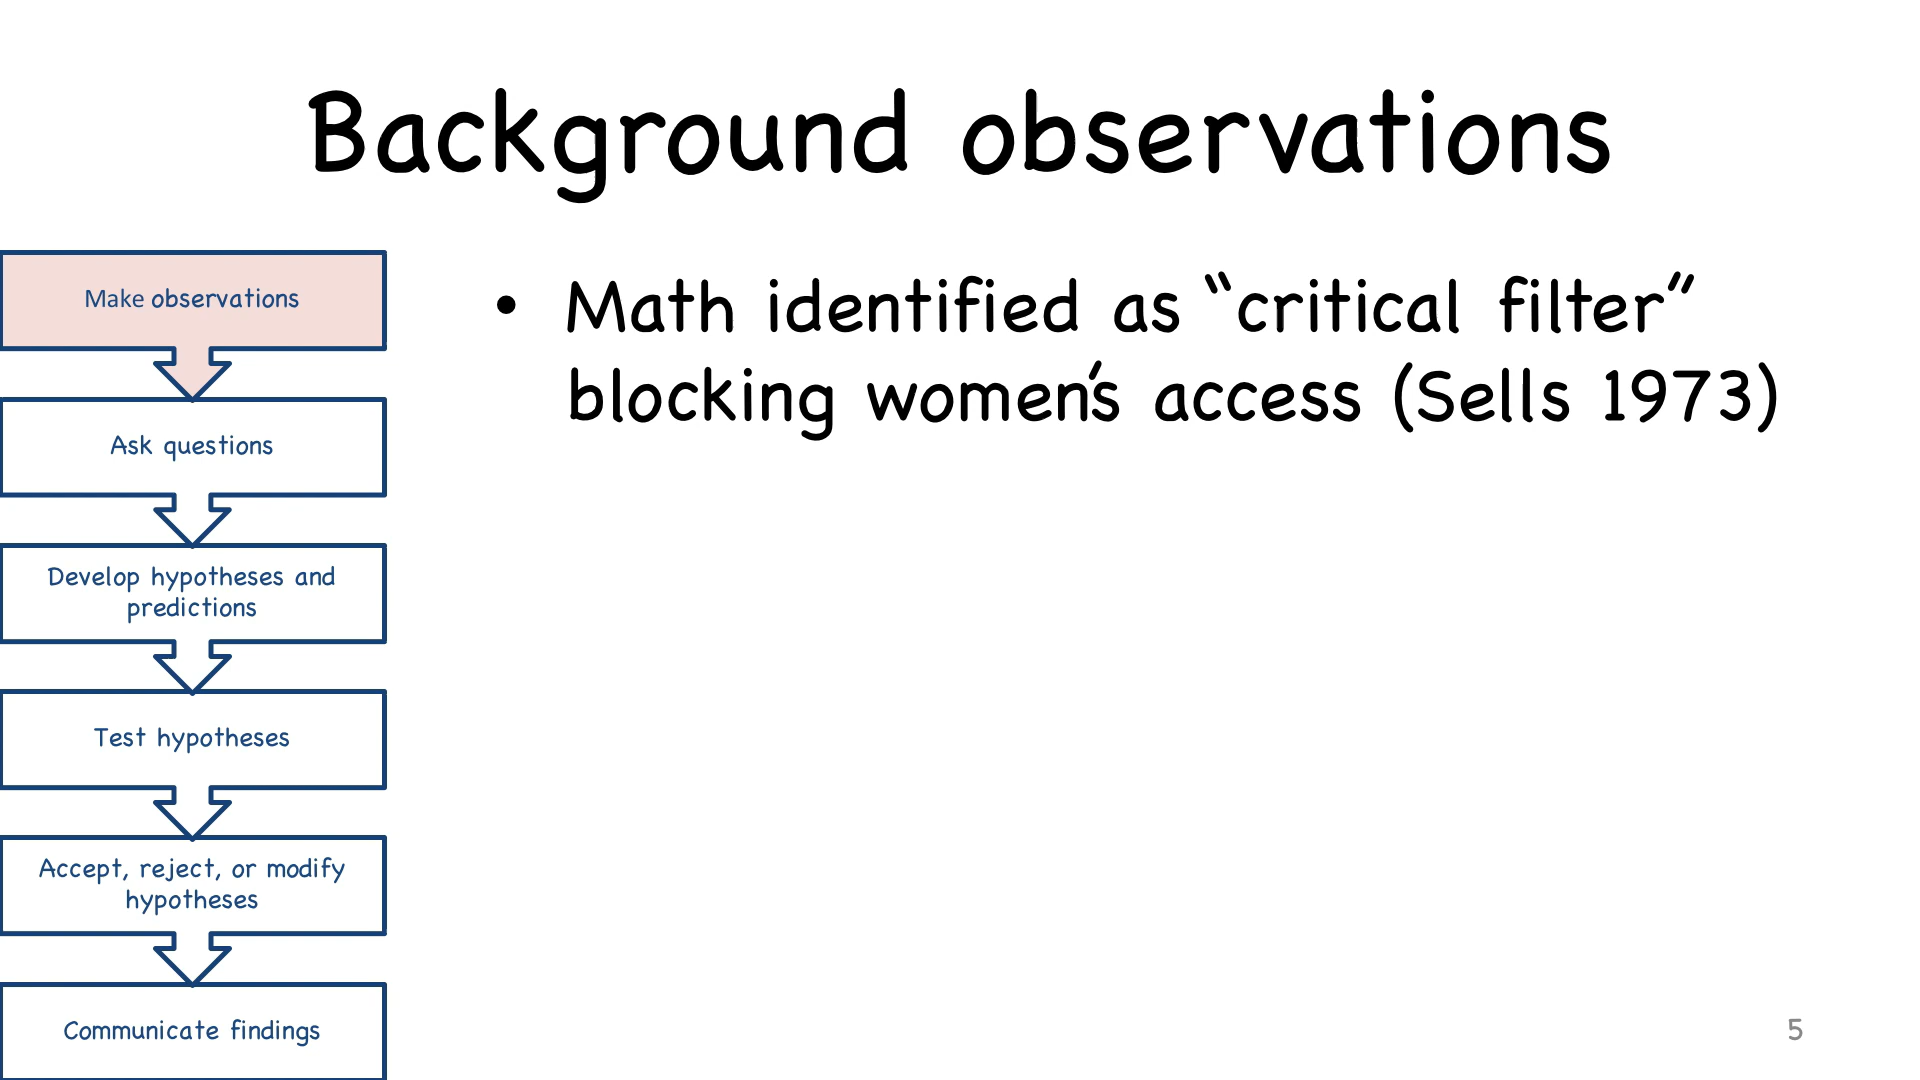 Background observations
Make observations
Ask questions
Develop hypotheses and
predictions
Test hypotheses
Accept, reject, or modify
hypotheses
Communicate findings
• Math identified as “critical filter”
blocking women’s access (Sells 1973)
5